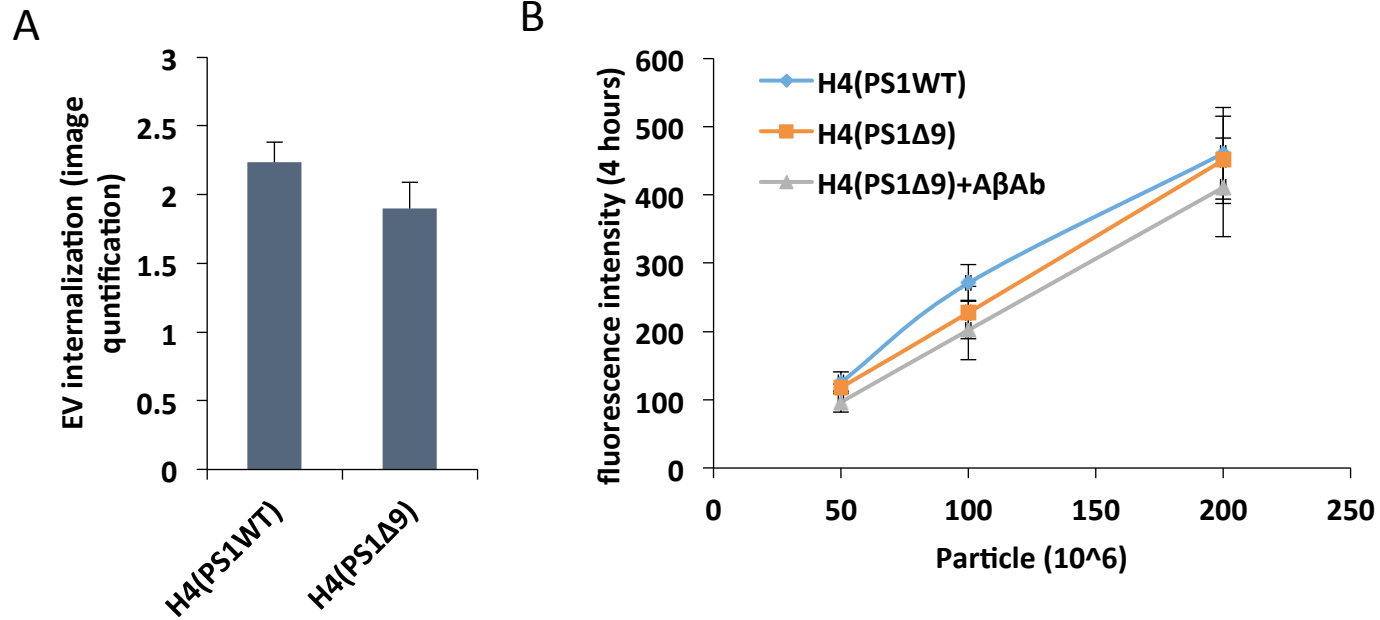 A
EV internalization (image
quntification)
3
2.5
2
1.5
1
0.5
0
H4(PS1WT)
H4(PS1Δ9)
B
fluorescence intensity (4 hours)
600
500
400
300
200
100
0
H4(PS1WT)
H4(PS1Δ9)
H4(PS1Δ9)+AβAb
0 50 100 150 200 250
Particle (10^6)